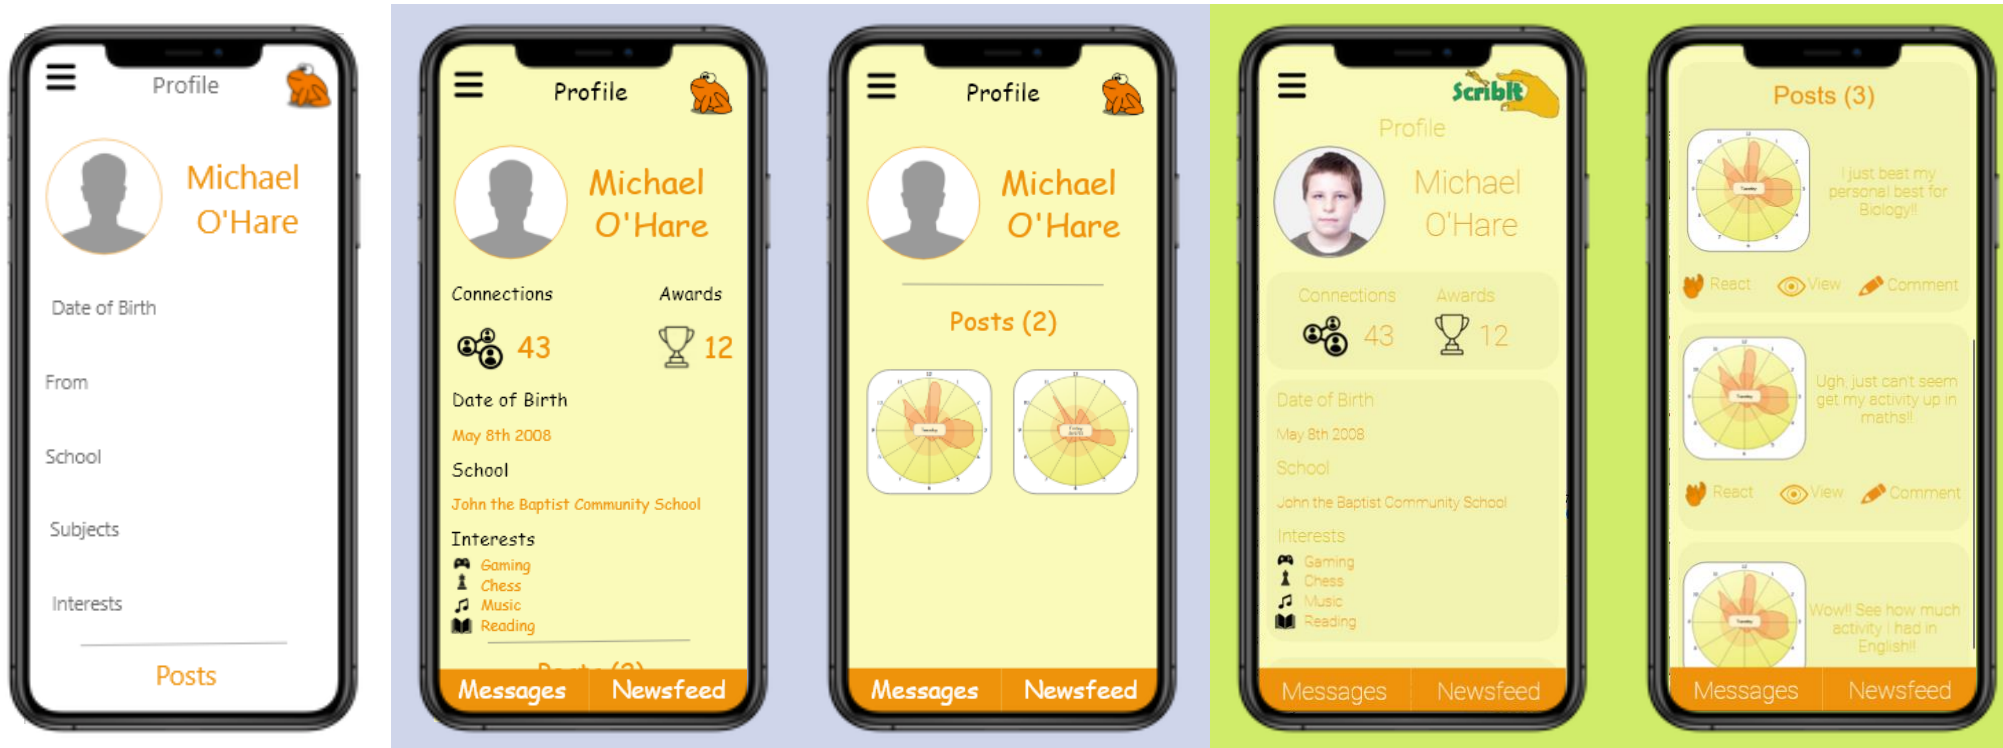 Profile
Michael
O'Hare
Date of Birth
From
School
Subjects
Interests
Posts
Profile
Michael
O'Hare
Connections
Awards
43
12
Date of Birth
May 8th 2008
School
John the Baptist Community School
Interests
Gaming
Chess
Music
Reading
Messages
Newsfeed
Profile
Michael
O'Hare
Posts (2)
Tuesday
Messages
Newsfeed
ScribIt
Profile
Michael
O'Hare
Connections
Awards
43
12
Date of Birth
May 8th 2008
School
John the Baptist Community School
Interests
Gaming
Chess
Music
Reading
Messages
Newsfeed
Posts (3)
Tuesday
I just beat my
personal best for
Biology!!
React
View
Comment
Tuesday
Ugh, just can't seem
get my activity up in
maths!!
React
View
Comment
Tuesday
Wow!! See how much
activity I had in
English!!
Messages
Newsfeed